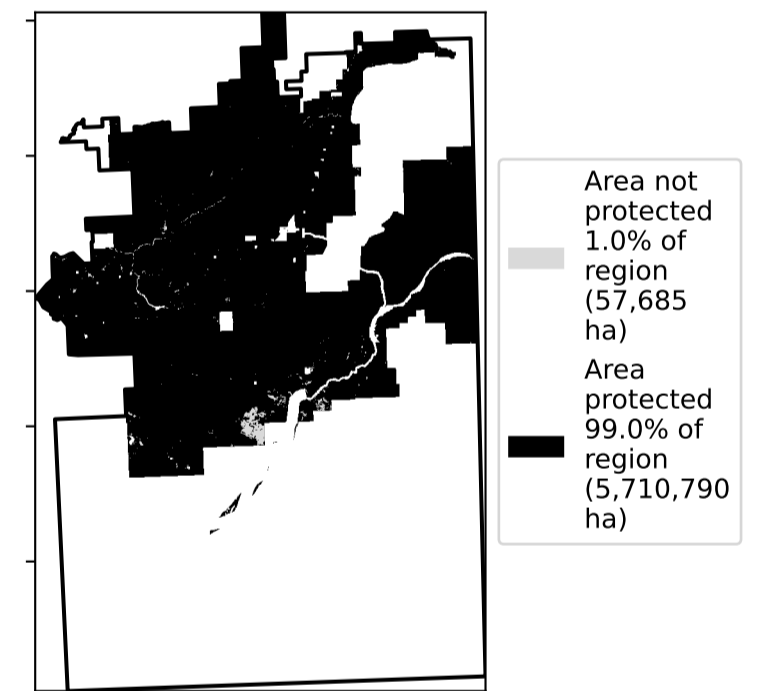 Area not
protected
1.0% of
region
(57,685
ha)
Area
protected
99.0% of
region
(5,710,790
ha)